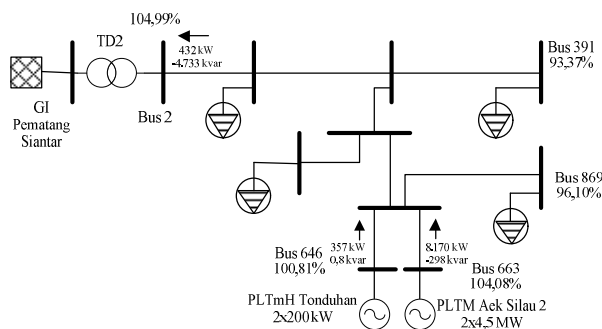 104,99%
TD2
432 kW
-4.733 kvar
Bus 391
93,37%
GI
Pematang
Siantar
Bus 2
Bus 869
96,10%
357 kW
0,8 kvar
8.170 kW
-298 kvar
Bus 646
100,81%
Bus 663
104,08%
PLTmH Tonduhan
2x200 kW
PLTM Aek Silau 2
2x4,5 MW